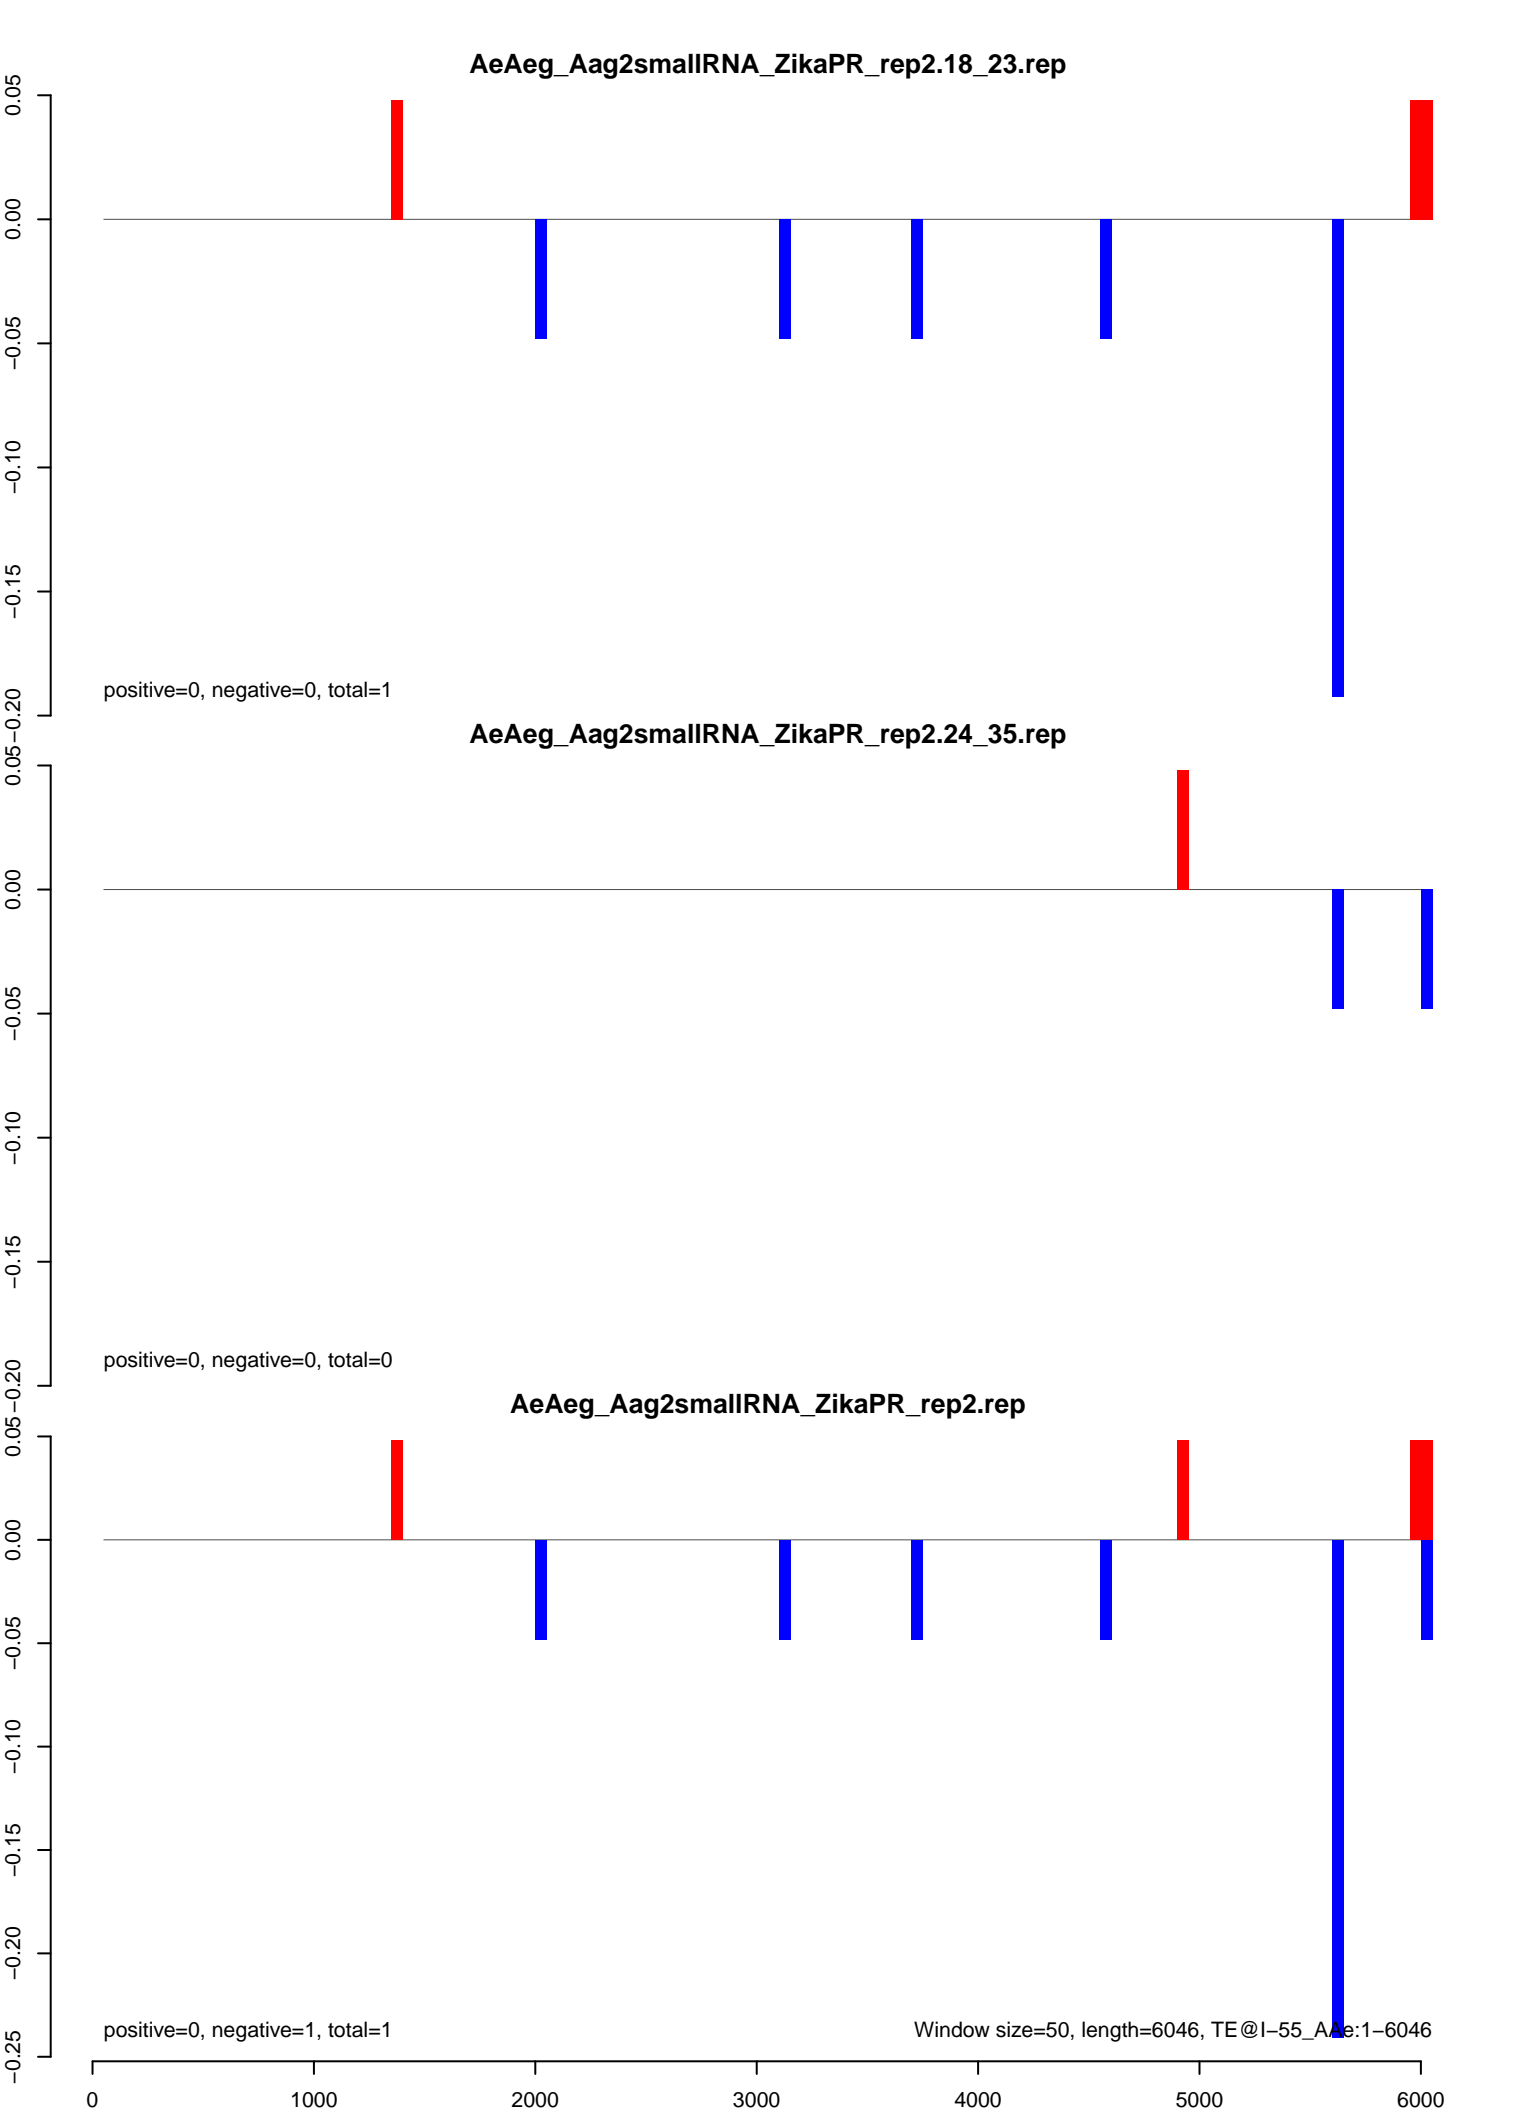 AeAeg_Aag2smallRNA_ZikaPR_rep2.18_23.rep
0.05
0.00
−0.05
−0.10
−0.15
−0.20
positive=0, negative=0, total=1
AeAeg_Aag2smallRNA_ZikaPR_rep2.24_35.rep
0.05
0.00
−0.05
−0.10
−0.15
−0.20
positive=0, negative=0, total=0
AeAeg_Aag2smallRNA_ZikaPR_rep2.rep
0.05
0.00
−0.05
−0.10
−0.15
−0.20
−0.25
positive=0, negative=1, total=1
Window size=50, length=6046, TE@I−55_AAe:1−6046
0 1000 2000 3000 4000 5000 6000